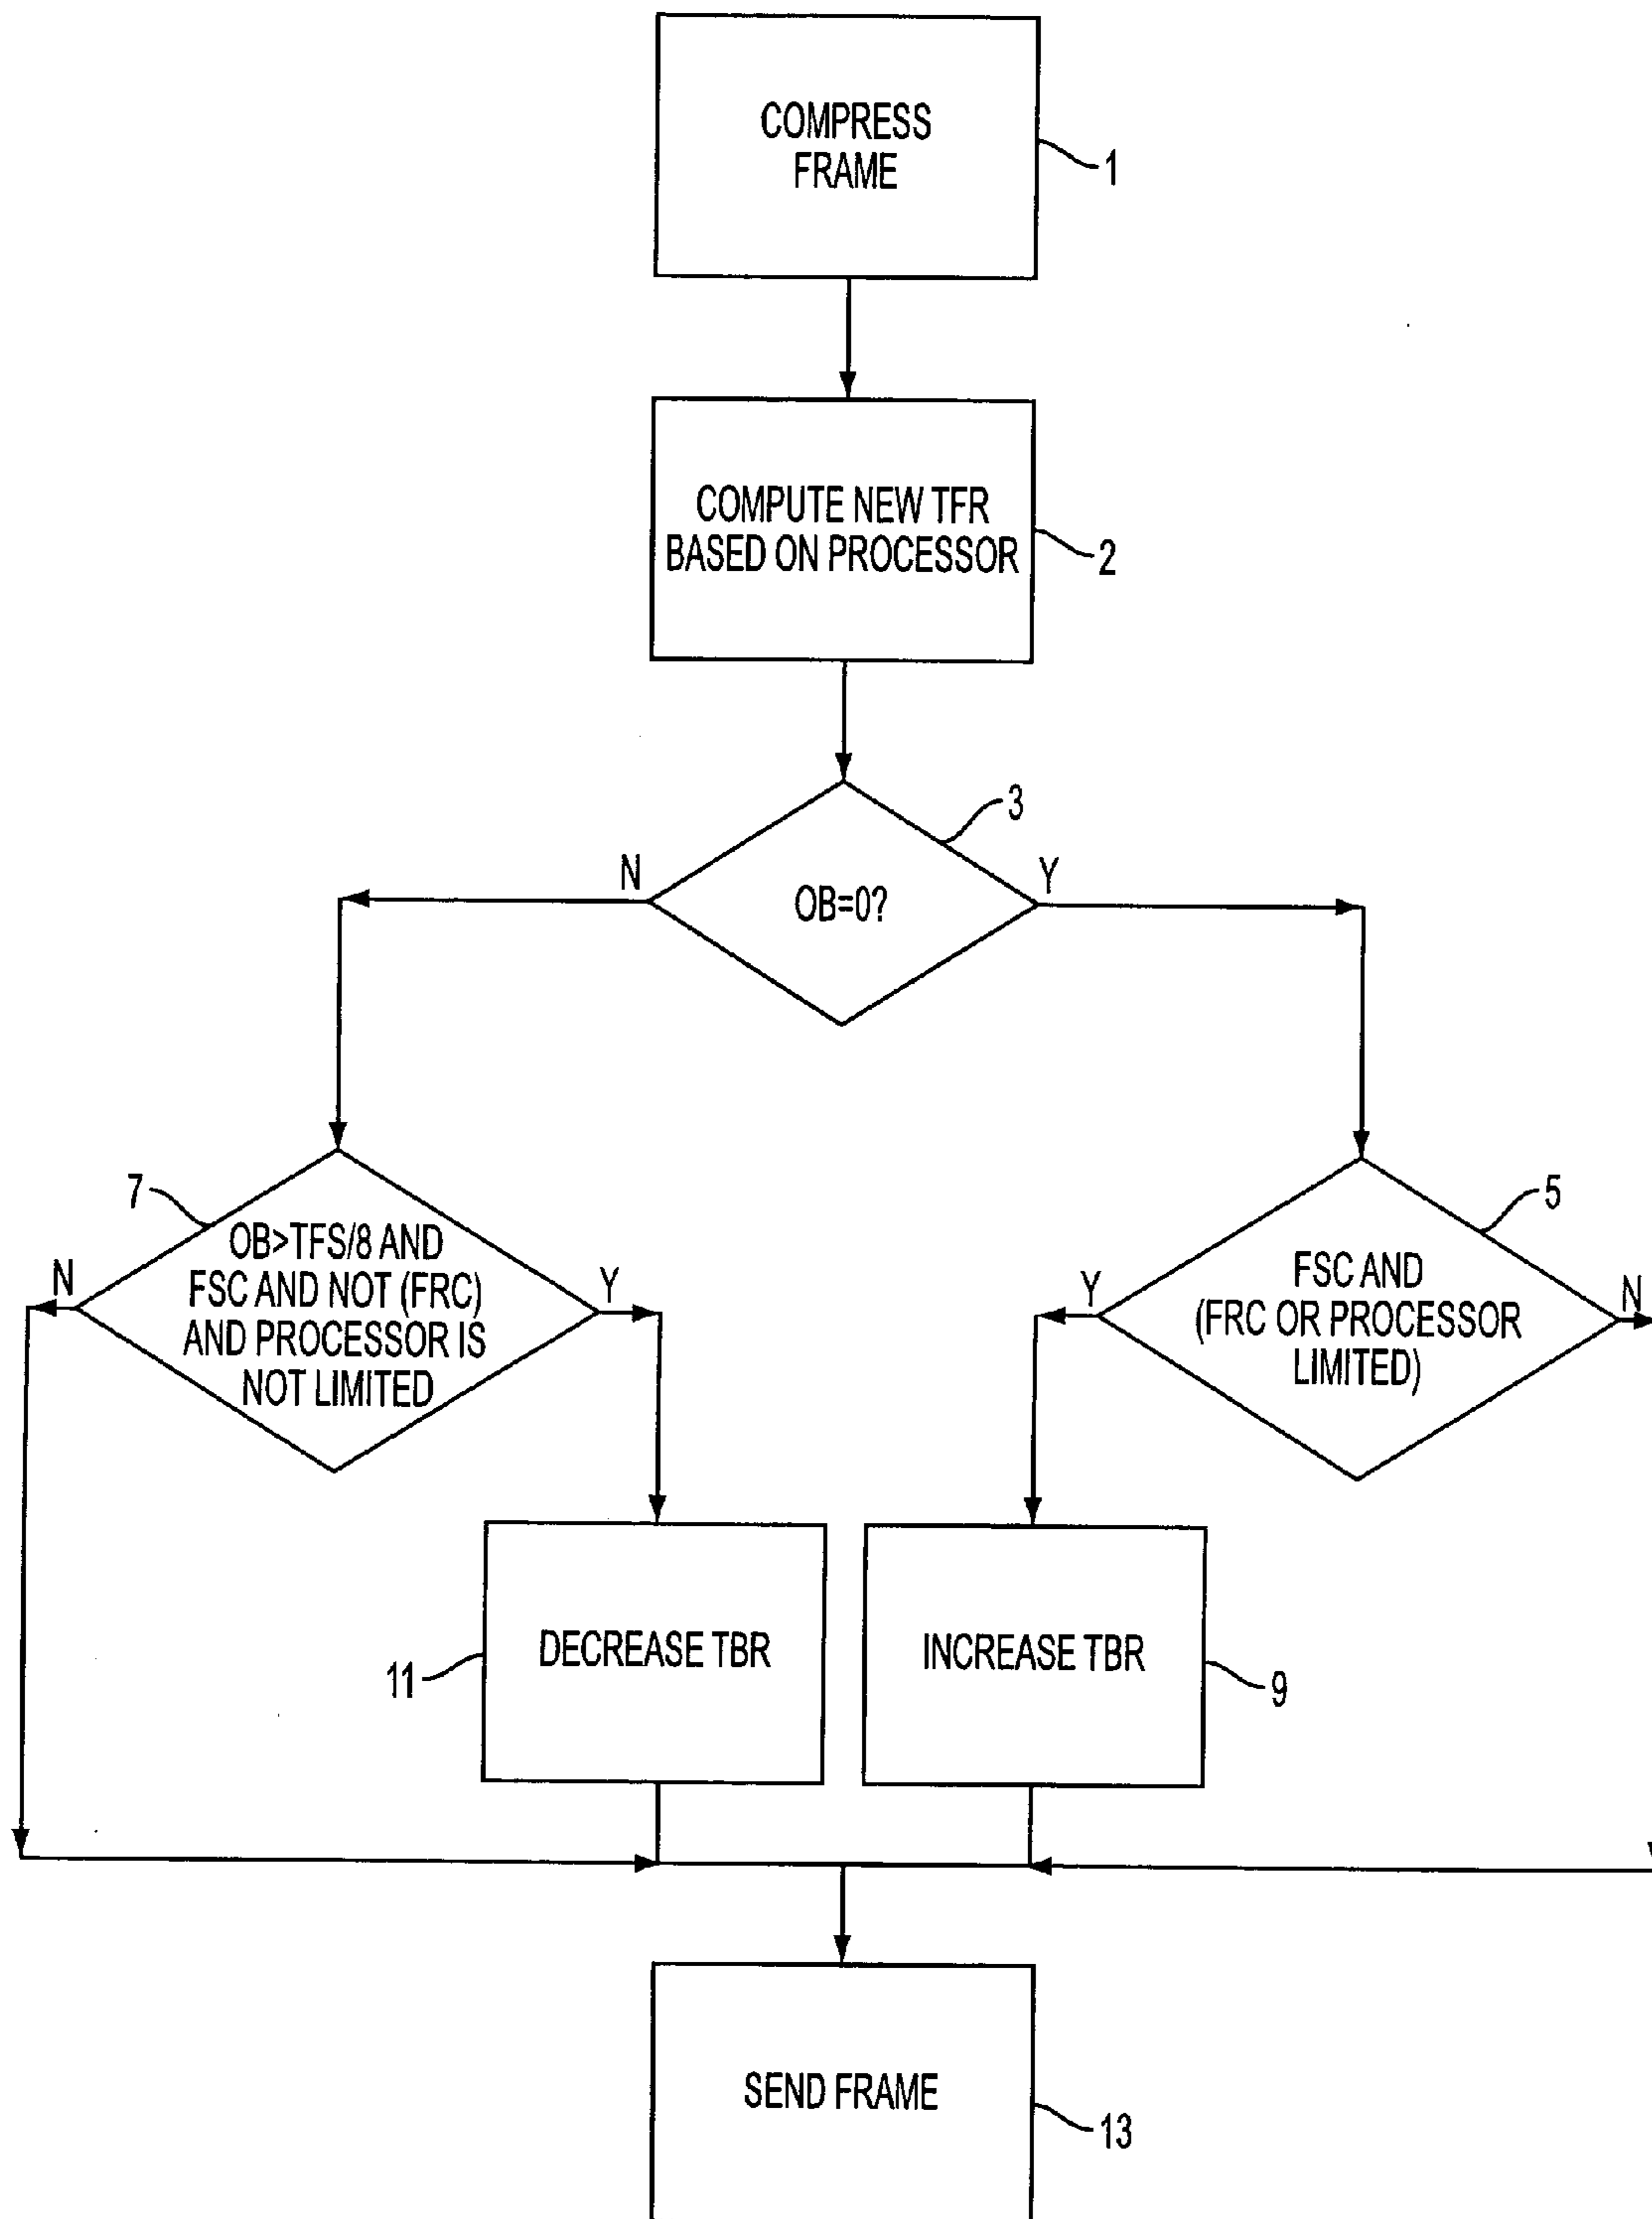 COMPRESS
FRAME
1
COMPUTE NEW TFR
BASED ON PROCESSOR
2
3
N
Y
OB=0?
7
OB>TFS/8 AND
FSC AND NOT (FRC)
AND PROCESSOR IS
NOT LIMITED
N
Y
5
FSC AND
(FRC OR PROCESSOR
LIMITED)
Y
N
DECREASE TBR
11
INCREASE TBR
9
SEND FRAME
13